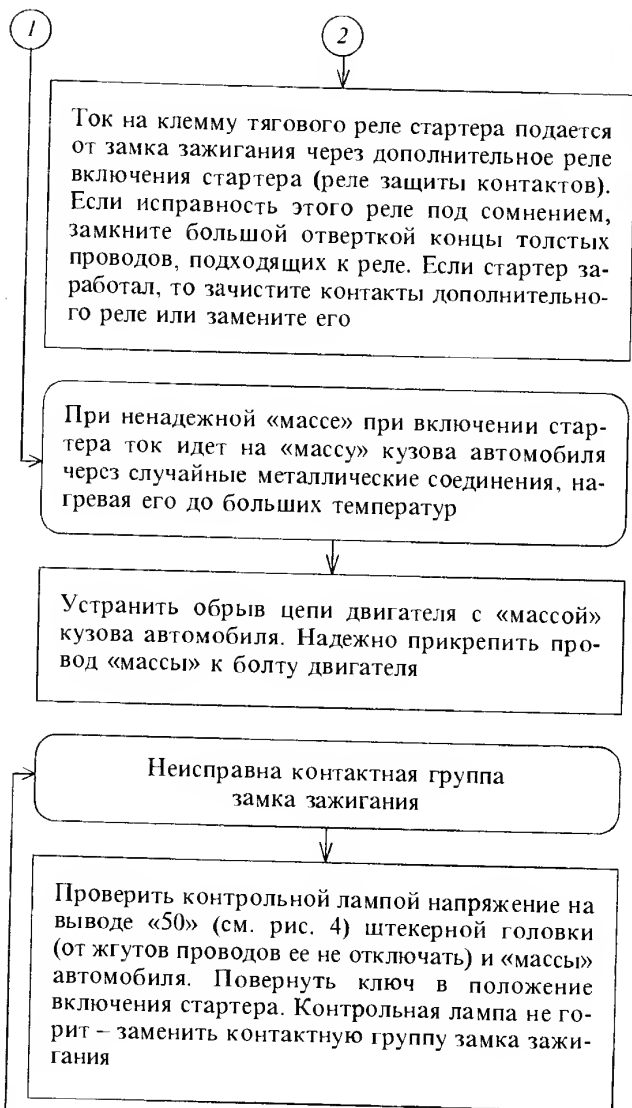 1
2
Ток на клемму тягового реле стартера подается
от замка зажигания через дополнительное реле
включения стартера (реле защиты контактов).
Если исправность этого реле под сомнением,
замкните большой отверткой концы толстых
проводов, подходящих к реле. Если стартер за-
работал, то зачистите контакты дополнительно-
го реле или замените его
При ненадежной «массе» при включении стар-
тера ток идет на «массу» кузова автомобиля
через случайные металлические соединения, на-
гревая его до больших температур
Устранить обрыв цепи двигателя с «массой»
кузова автомобиля. Надежно прикрепить про-
вод «массы» к болту двигателя
Неисправна контактная группа
замка зажигания
Проверить контрольной лампой напряжение на
выводе «50» (см. рис. 4) штекерной головки
(от жгутов проводов ее не отключать) и «массы»
автомобиля. Повернуть ключ в положение
включения стартера. Контрольная лампа не го-
рит – заменить контактную группу замка зажи-
гания